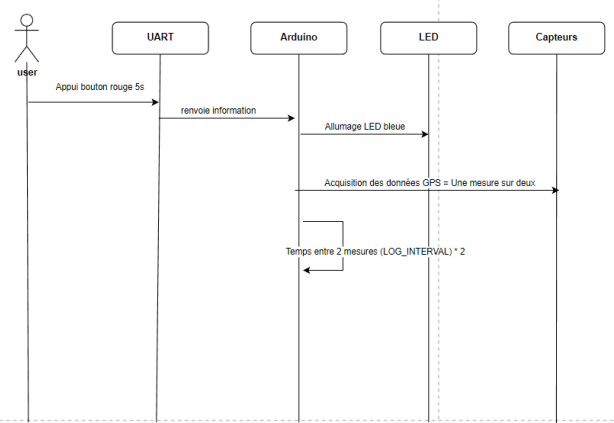 UART
Arduino
LED
Capteurs
user
Appui bouton rouge 5s
renvoie information
Allumage LED bleue
Acquisition des données GPS = Une mesure sur deux
Temps entre 2 mesures (LOG_INTERVAL) * 2